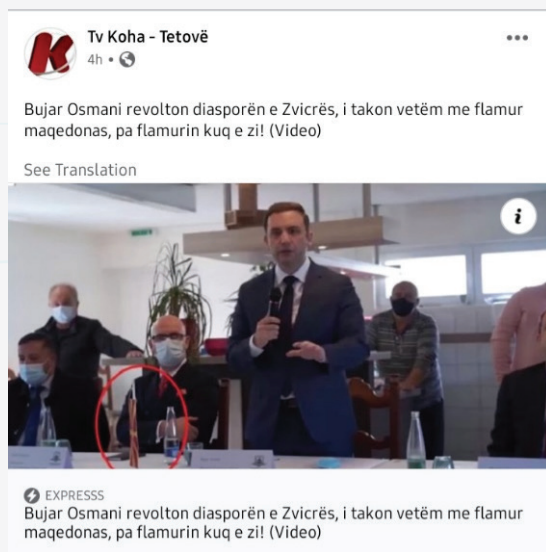 Tv Koha - Tetovë
4h
Bujar Osmani revolton diasporën e Zvicrës, i takon vetëm me flamur
maqedonas, pa flamurin kuq e zi! (Video)
See Translation
i
EXPRESSS
Bujar Osmani revolton diasporën e Zvicrës, i takon vetëm me flamur
maqedonas, pa flamurin kuq e zi! (Video)